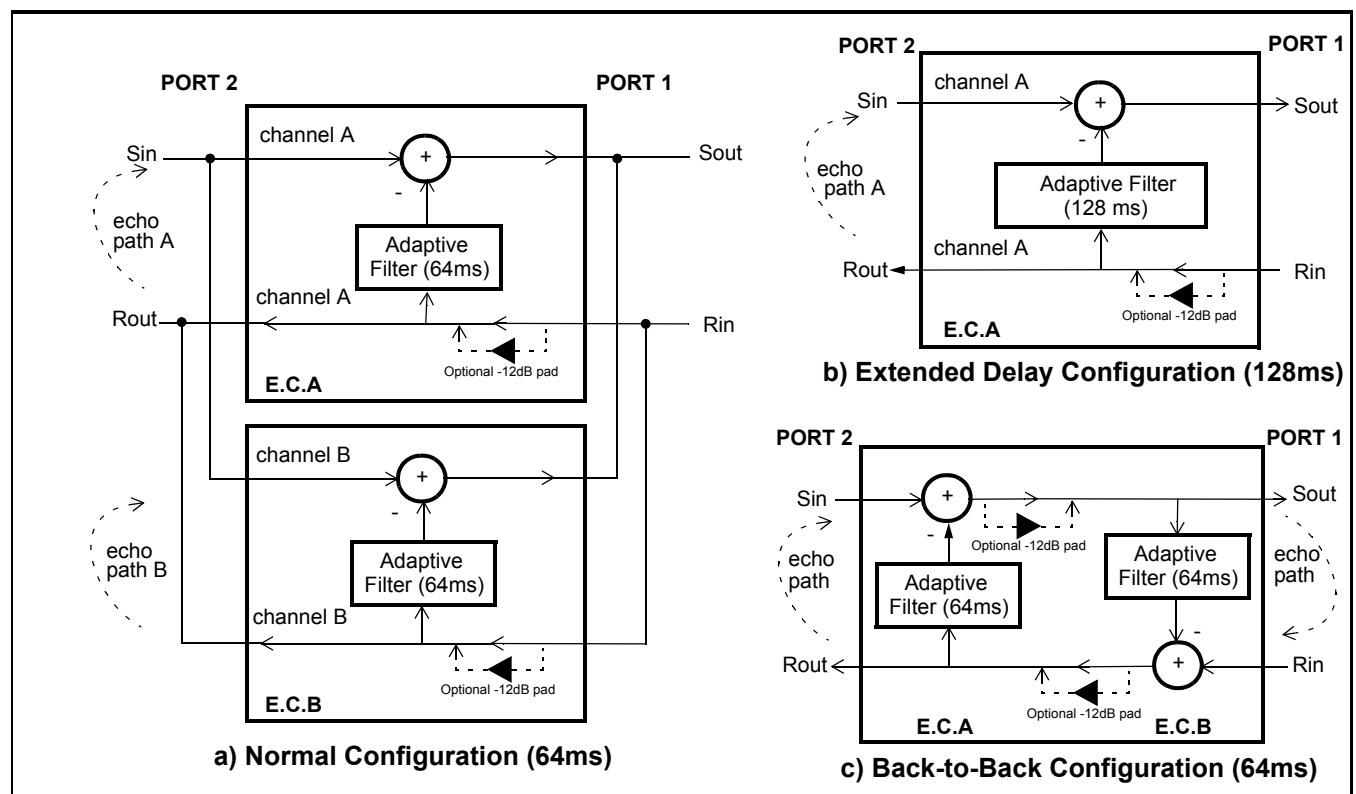 PORT 2
PORT 1
Sin
channel A
+
Sout
-
echo
path A
Adaptive
Filter (64ms)
channel A
Rout
Rin
Optional -12dB pad
E.C.A
channel B
+
-
echo
path B
Adaptive
Filter (64ms)
channel B
Optional -12dB pad
E.C.B
a) Normal Configuration (64ms)
PORT 2
PORT 1
channel A
Sin
+
Sout
-
echo
path A
Adaptive Filter
(128 ms)
channel A
Rout
Rin
Optional -12dB pad
E.C.A
b) Extended Delay Configuration (128ms)
PORT 2
PORT 1
Sin
+
Sout
-
Optional -12dB pad
echo
path
Adaptive
Filter (64ms)
Adaptive
Filter (64ms)
echo
path
-
Rout
+
Rin
Optional -12dB pad
E.C.A
E.C.B
c) Back-to-Back Configuration (64ms)